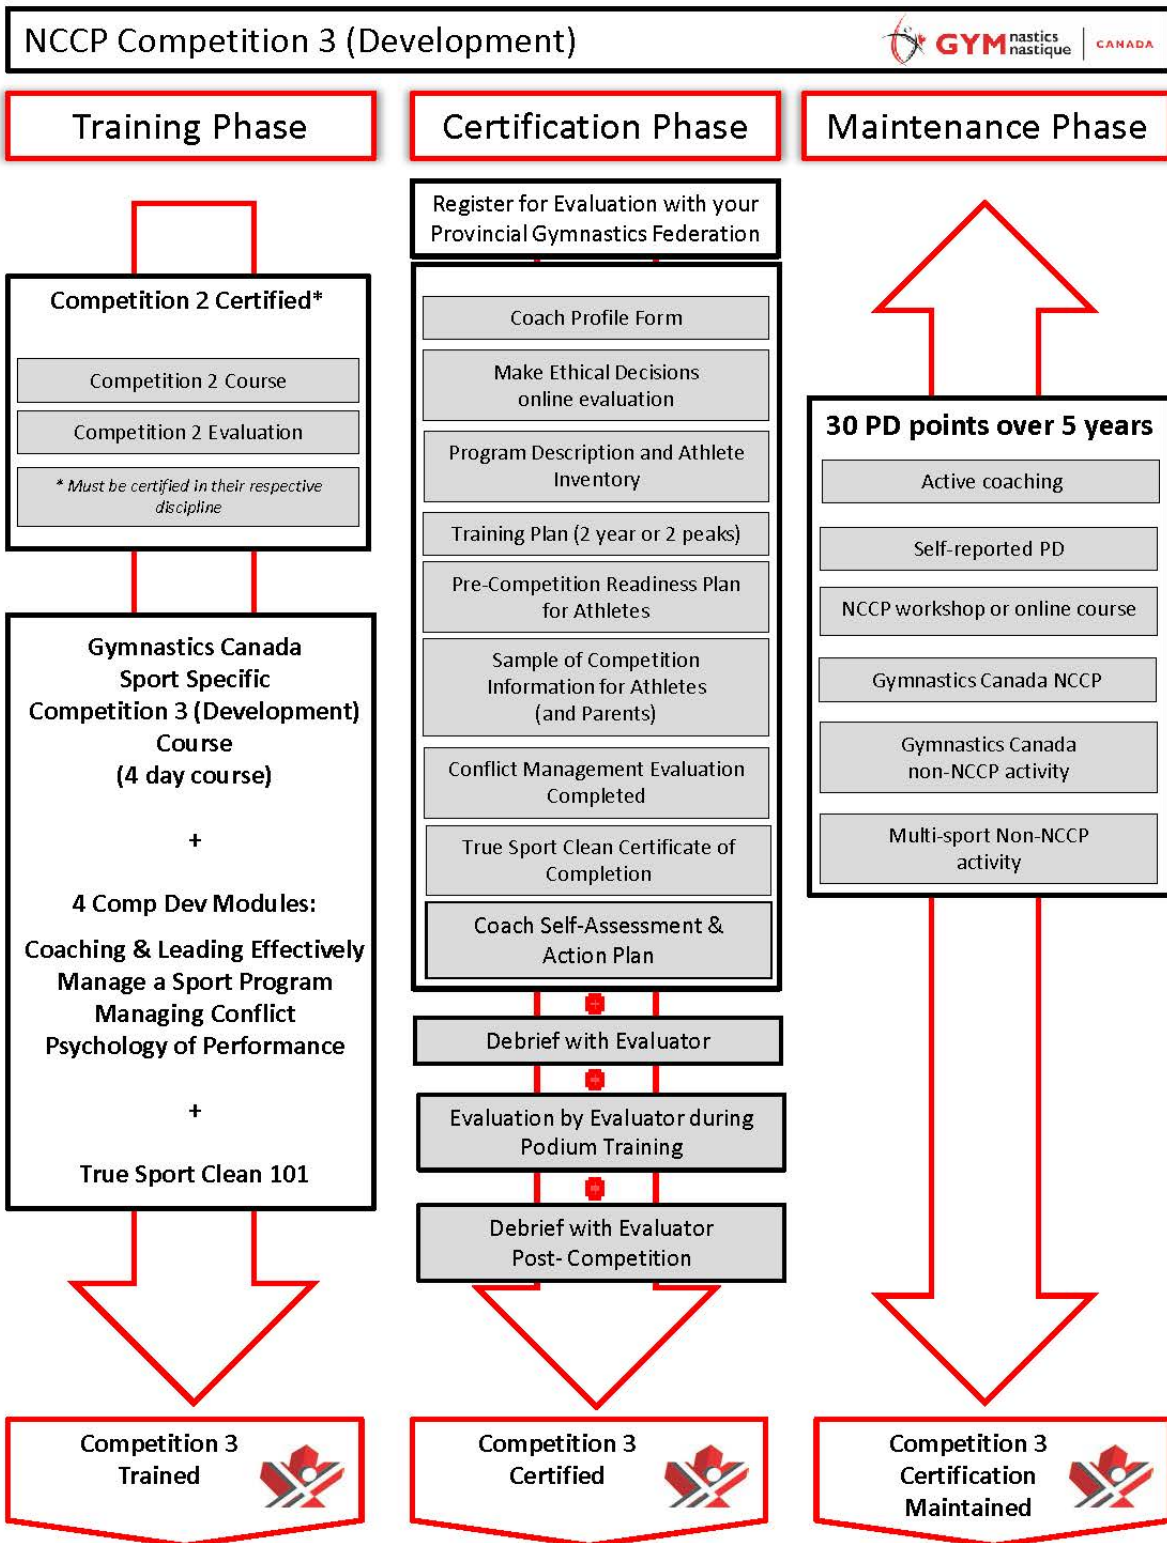 NCCP Competition 3 (Development)
GYMnastics
nastique
CANADA
Training Phase
Competition 2 Certified*
Competition 2 Course
Competition 2 Evaluation
* Must be certified in their respective
discipline
Gymnastics Canada
Sport Specific
Competition 3 (Development)
Course
(4 day course)
+
4 Comp Dev Modules:
Coaching & Leading Effectively
Manage a Sport Program
Managing Conflict
Psychology of Performance
+
True Sport Clean 101
Competition 3
Trained
Certification Phase
Register for Evaluation with your
Provincial Gymnastics Federation
Coach Profile Form
Make Ethical Decisions
online evaluation
Program Description and Athlete
Inventory
Training Plan (2 year or 2 peaks)
Pre-Competition Readiness Plan
for Athletes
Sample of Competition
Information for Athletes
(and Parents)
Conflict Management Evaluation
Completed
True Sport Clean Certificate of
Completion
Coach Self-Assessment &
Action Plan
Debrief with Evaluator
Evaluation by Evaluator during
Podium Training
Debrief with Evaluator
Post- Competition
Competition 3
Certified
Maintenance Phase
30 PD points over 5 years
Active coaching
Self-reported PD
NCCP workshop or online course
Gymnastics Canada NCCP
Gymnastics Canada
non-NCCP activity
Multi-sport Non-NCCP
activity
Competition 3
Certification
Maintained